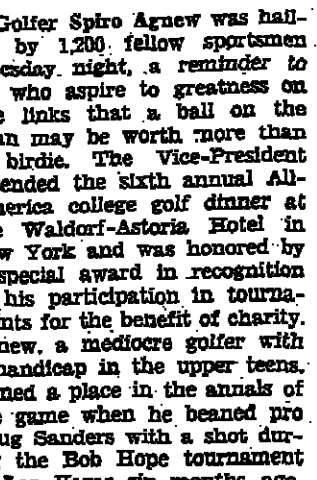 Golfer Spiro Agnew was hail-
by 1,200 fellow sportsmen
esday night, a reminder to
who aspire to greatness on
links that a ball on the
may be worth more than
birdie. The Vice-President
ended the sixth annual All-
erica college golf dinner at
Waldorf-Astoria Hotel in
w York and was honored by
special award in recognition
his participation in tourna-
nts for the benefit of charity.
new, a mediocre golfer with
handicap in the upper teens,
ned a place in the annals of
game when he beaned pro
ug Sanders with a shot dur-
the Bob Hope tournament